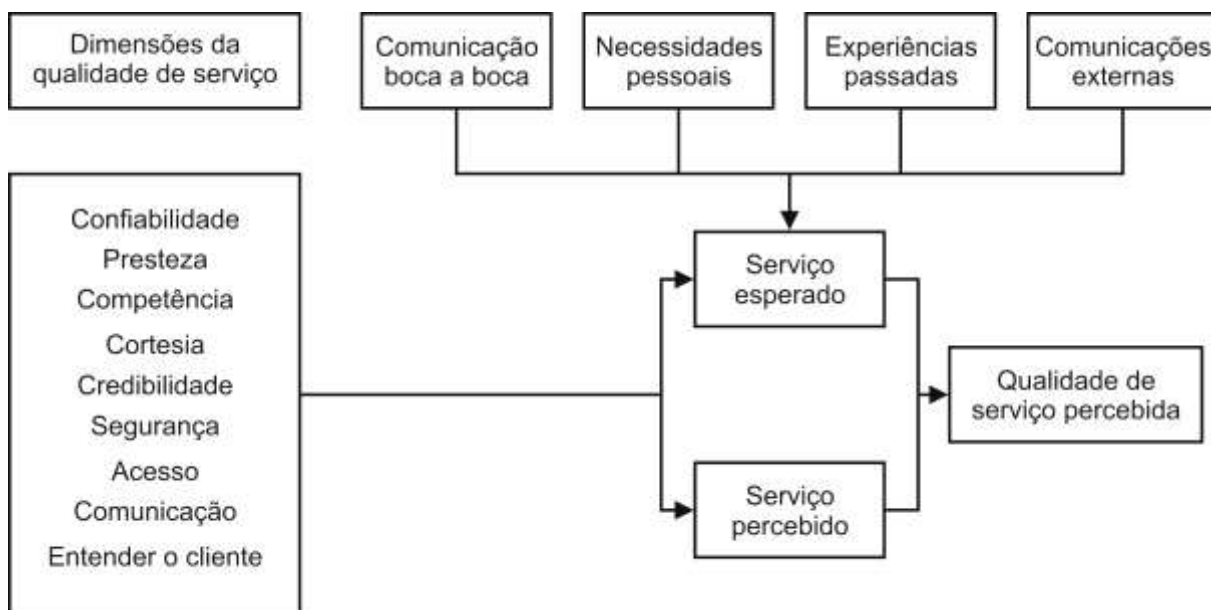 Dimensões da
qualidade de serviço
Comunicação
boca a boca
Necessidades
pessoais
Experiências
passadas
Comunicações
externas
Confiabilidade
Presteza
Competência
Cortesia
Credibilidade
Segurança
Acesso
Comunicação
Entender o cliente
Serviço
esperado
Serviço
percebido
Qualidade de
serviço percebida